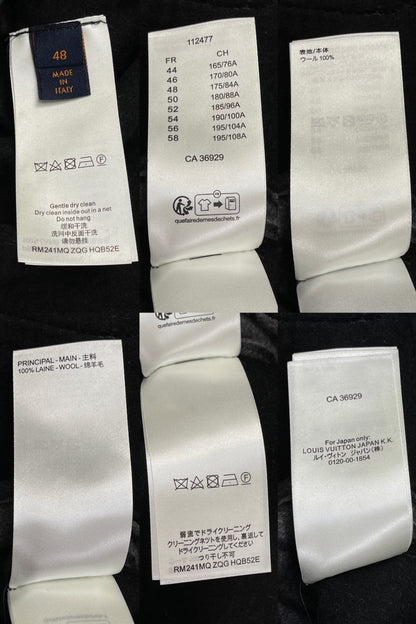 48
MADE IN
ITALY
Gentle dry clean
Dry clean inside out in a net
Do not hang
柔和干洗
洗网中反面干洗
请勿悬挂
RM241MQ ZQG HQB52E
112477
FR CH
44 165/76A
46 170/80A
48 175/84A
50 180/88A
52 185/96A
54 190/100A
56 195/104A
58 195/108A
CA 36929
quefairedemesdechets.fr
表地/本体
ウール 100%
PRINCIPAL - MAIN - 主料
100% LAINE - WOOL - 绵羊毛
quefairedemesdechets.fr
弱流でドライクリーニング
クリーニングネットを使用し、裏返して
ドライクリーニングしてください
つり干し不可
RM241MQ ZQG HQB52E
CA 36929
For Japan only:
LOUIS VUITTON JAPAN K.K.
ルイ・ヴィトン ジャパン(株)
0120-00-1854